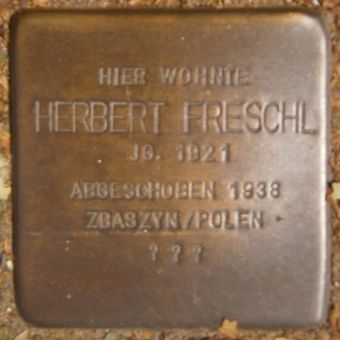 HIER WOHNTE
HERBERT FRESCHL
JG. 1921
ABGESCHOBEN 1938
ZBASZYN/POLEN
? ? ?